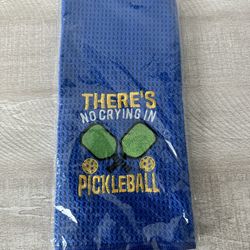 THERE'S
NO CRYING IN
PICKLEBALL